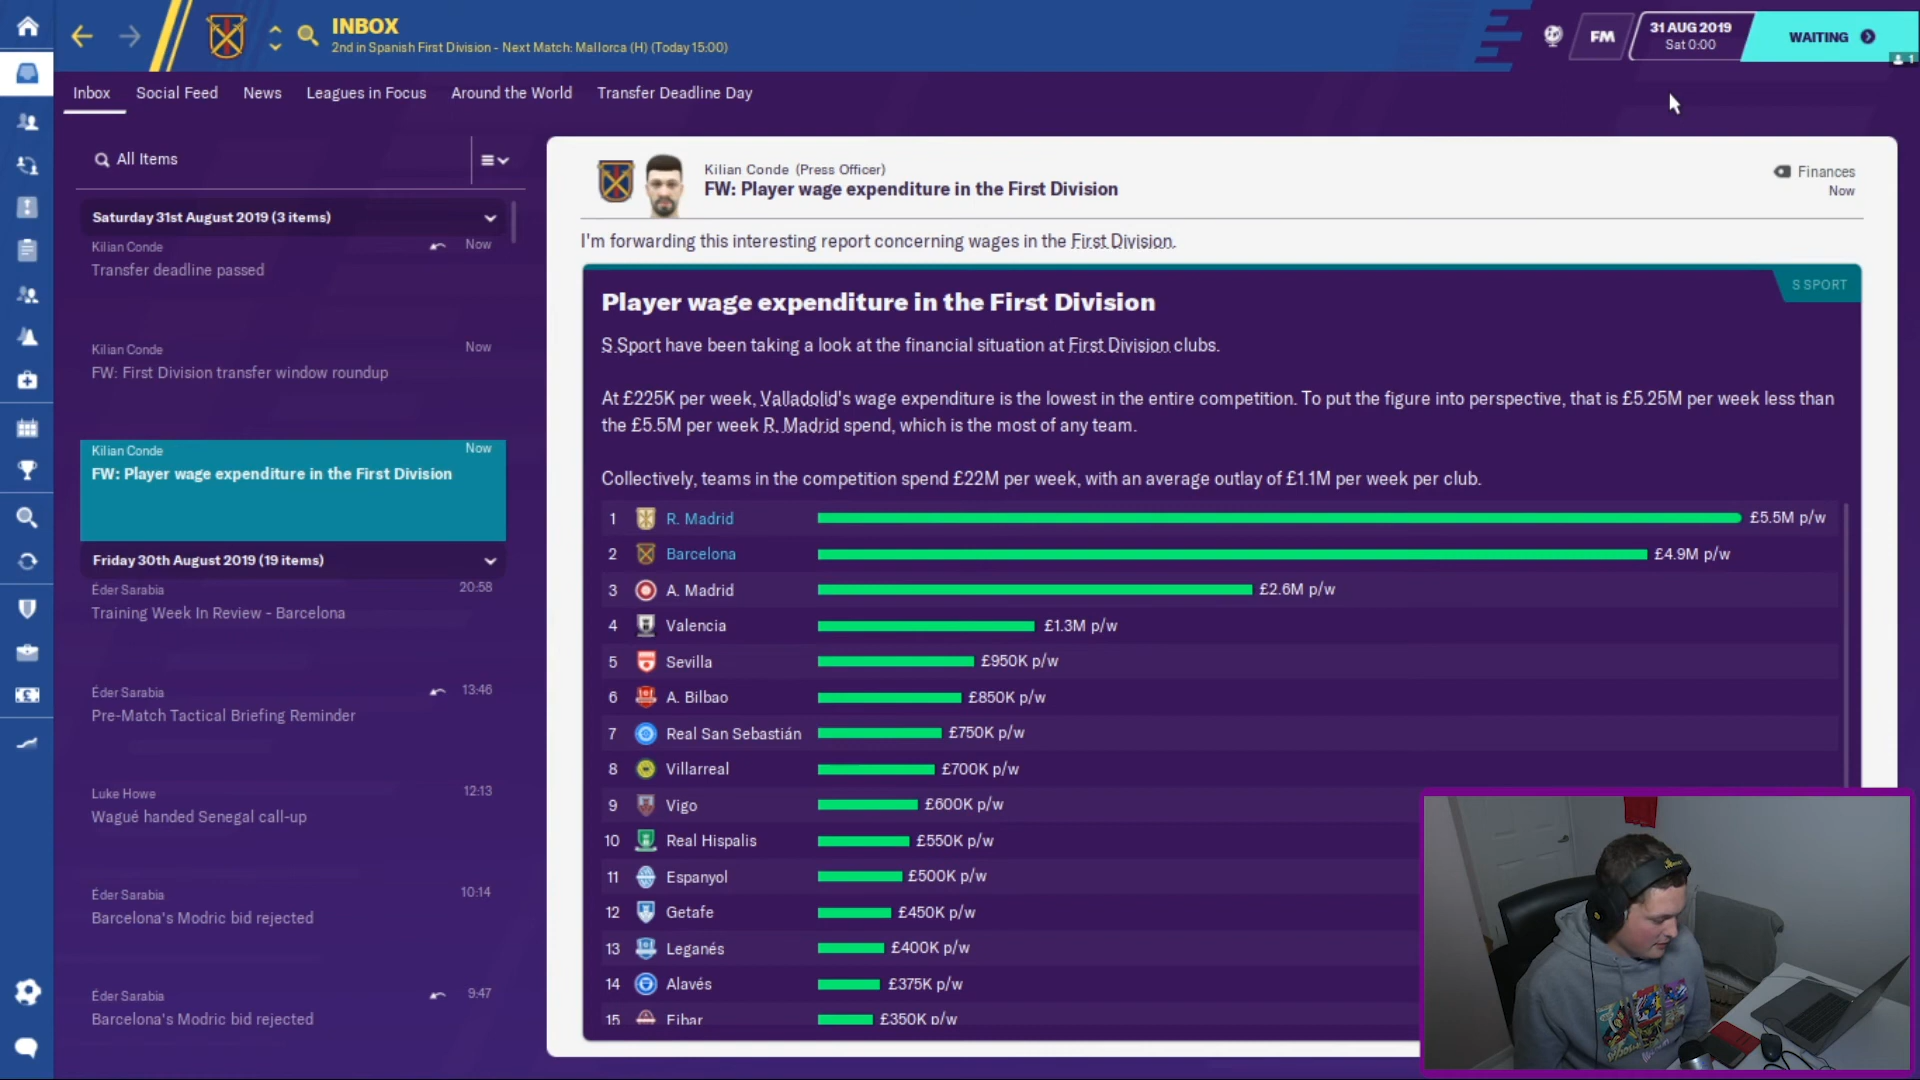 INBOX
2nd in Spanish First Division - Next Match: Mallorca (H) (Today 15:00)
FM
31 AUG 2019
Sat 0:00
WAITING
1
Inbox
Social Feed
News
Leagues in Focus
Around the World
Transfer Deadline Day
All Items
Saturday 31st August 2019 (3 items)
Kilian Conde
Now
Transfer deadline passed
Kilian Conde
Now
FW: First Division transfer window roundup
Kilian Conde
Now
FW: Player wage expenditure in the First Division
Friday 30th August 2019 (19 items)
Éder Sarabia
20:58
Training Week In Review - Barcelona
Éder Sarabia
13:46
Pre-Match Tactical Briefing Reminder
Luke Howe
12:13
Wagué handed Senegal call-up
Éder Sarabia
10:14
Barcelona's Modric bid rejected
Éder Sarabia
9:47
Barcelona's Modric bid rejected
Kilian Conde (Press Officer)
FW: Player wage expenditure in the First Division
Finances
Now
I'm forwarding this interesting report concerning wages in the First Division.
S SPORT
Player wage expenditure in the First Division
S Sport have been taking a look at the financial situation at First Division clubs.
At £225K per week, Valladolid's wage expenditure is the lowest in the entire competition. To put the figure into perspective, that is £5.25M per week less than
the £5.5M per week R. Madrid spend, which is the most of any team.
Collectively, teams in the competition spend £22M per week, with an average outlay of £1.1M per week per club.
1 R. Madrid £5.5M p/w
2 Barcelona £4.9M p/w
3 A. Madrid £2.6M p/w
4 Valencia £1.3M p/w
5 Sevilla £950K p/w
6 A. Bilbao £850K p/w
7 Real San Sebastián £750K p/w
8 Villarreal £700K p/w
9 Vigo £600K p/w
10 Real Hispalis £550K p/w
11 Espanyol £500K p/w
12 Getafe £450K p/w
13 Leganés £400K p/w
14 Alavés £375K p/w
15 Eibar £350K p/w